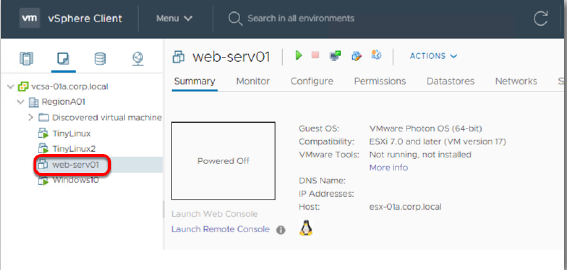 vm vSphere Client Menu Search in all environments
web-serv01 ACTIONS
Summary Monitor Configure Permissions Datastores Networks S
vcsa-01a.corp.local
RegionA01
Discovered virtual machine
TinyLinux
TinyLinux2
web-serv01
Windows10
Powered Off
Launch Web Console
Launch Remote Console
Guest OS: VMware Photon OS (64-bit)
Compatibility: ESXi 7.0 and later (VM version 17)
VMware Tools: Not running, not installed
More info
DNS Name:
IP Addresses:
Host: esx-01a.corp.local